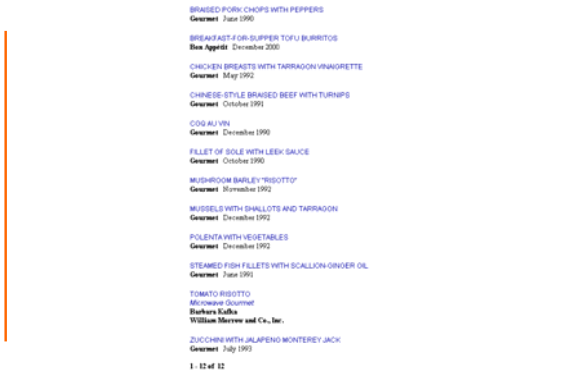 BRAISED PORK CHOPS WITH PEPPERS
Gourmet June 1990
BREAKFAST-FOR-SUPPER TOFU BURRITOS
Bon Appétit December 2000
CHICKEN BREASTS WITH TARRAGON VINAIGRETTE
Gourmet May 1992
CHINESE-STYLE BRAISED BEEF WITH TURNIPS
Gourmet October 1991
COQ AU VIN
Gourmet December 1990
FILLET OF SOLE WITH LEEK SAUCE
Gourmet October 1990
MUSHROOM BARLEY "RISOTTO"
Gourmet November 1992
MUSSELS WITH SHALLOTS AND TARRAGON
Gourmet December 1992
POLENTA WITH VEGETABLES
Gourmet December 1992
STEAMED FISH FILLETS WITH SCALLION-GINGER OIL
Gourmet June 1991
TOMATO RISOTTO
Microwave Gourmet
Barbara Kafka
William Morrow and Co., Inc.
ZUCCHINI WITH JALAPENO MONTEREY JACK
Gourmet July 1993
1 - 12 of 12